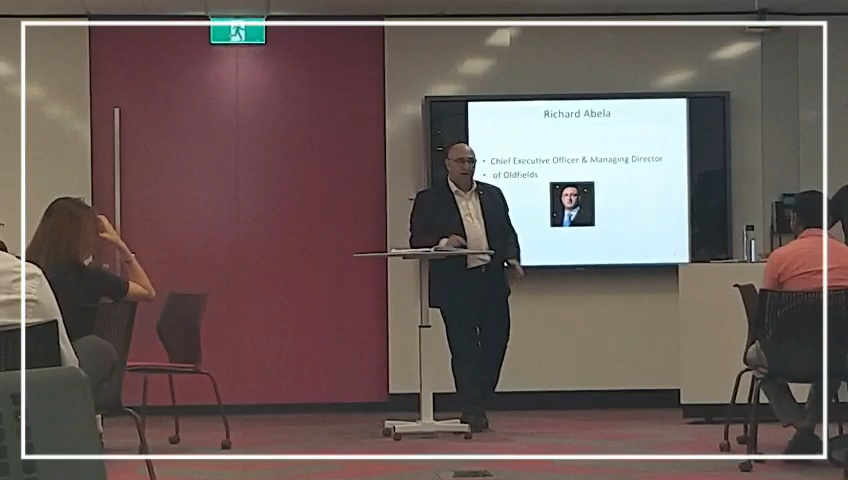 Richard Abela
• Chief Executive Officer & Managing Director
• of Oldfields